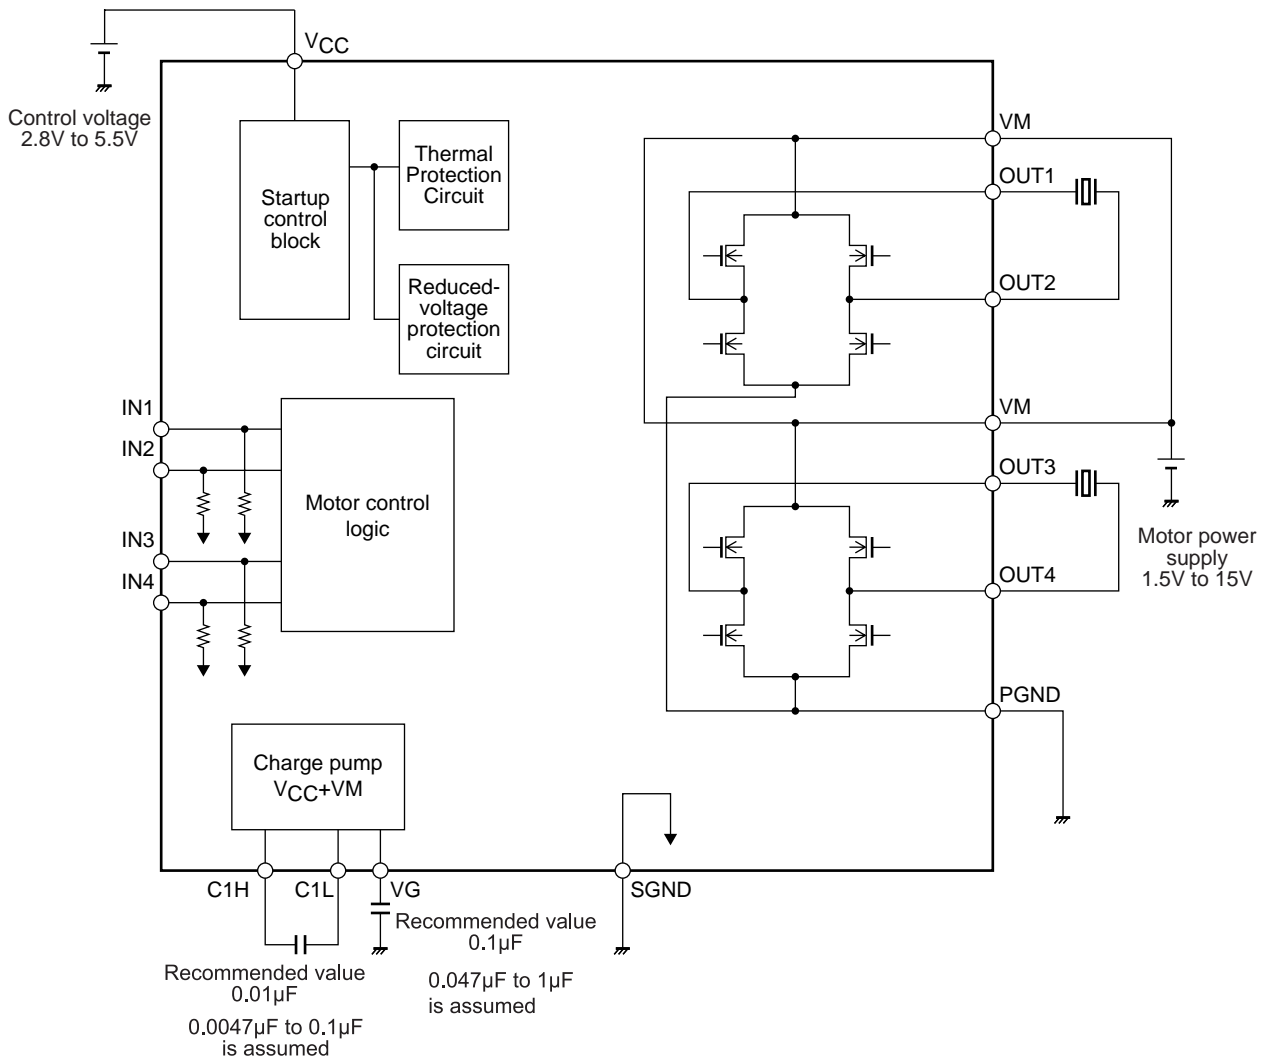 VCC
Control voltage
2.8V to 5.5V
Startup
control
block
Thermal
Protection
Circuit
Reduced-
voltage
protection
circuit
VM
OUT1
OUT2
VM
OUT3
OUT4
Motor power
supply
1.5V to 15V
PGND
IN1
IN2
IN3
IN4
Motor control
logic
Charge pump
VCC+VM
C1H
C1L
VG
SGND
Recommended value
0.1µF
0.047µF to 1µF
is assumed
Recommended value
0.01µF
0.0047µF to 0.1µF
is assumed